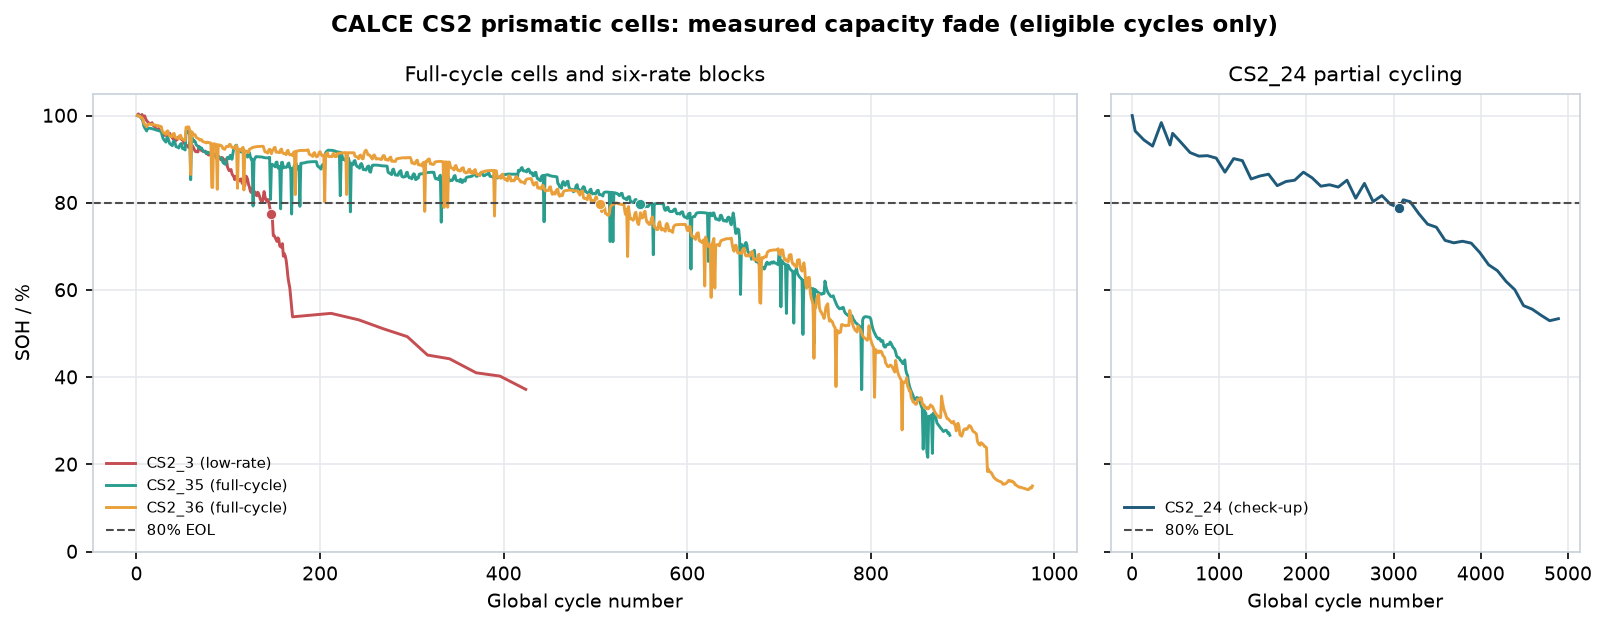 CALCE CS2 prismatic cells: measured capacity fade (eligible cycles only)
Full-cycle cells and six-rate blocks
CS2_24 partial cycling
SOH / %
100
80
60
40
20
0
CS2_3 (low-rate)
CS2_35 (full-cycle)
CS2_36 (full-cycle)
80% EOL
0 200 400 600 800 1000
Global cycle number
CS2_24 (check-up)
80% EOL
0 1000 2000 3000 4000 5000
Global cycle number